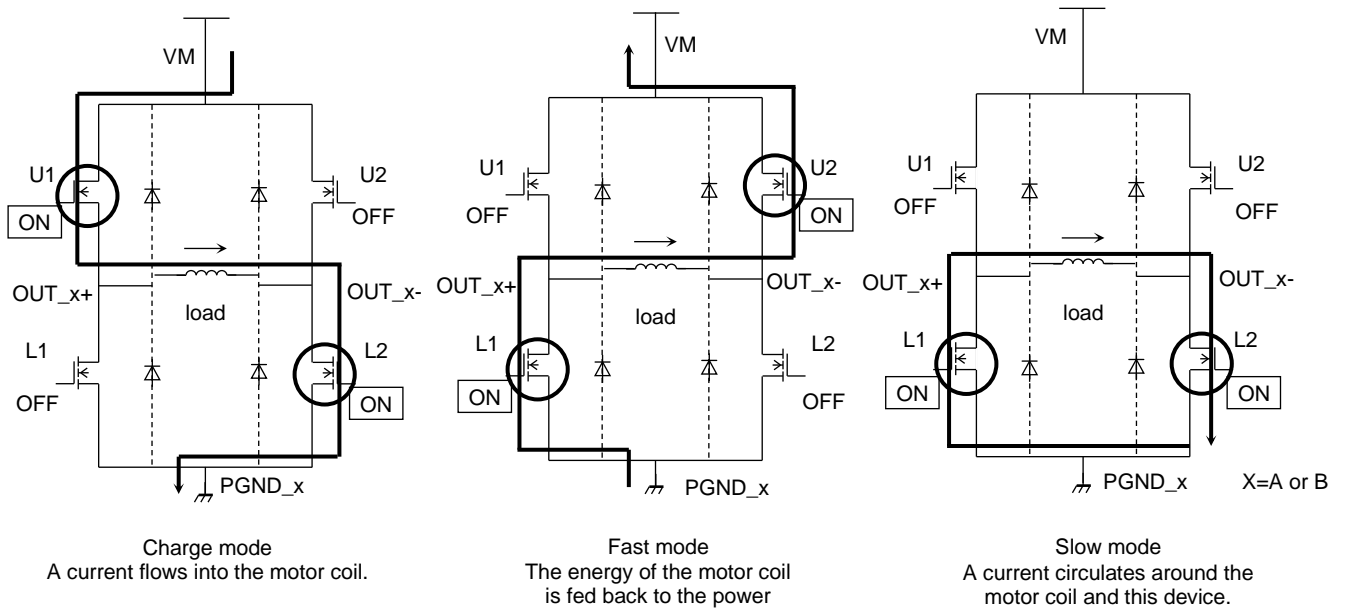 VM
U1
U2
ON
OFF
OUT_x+
OUT_x-
load
L1
L2
OFF
ON
PGND_x
Charge mode
A current flows into the motor coil.
VM
U1
U2
OFF
ON
OUT_x+
OUT_x-
load
L1
L2
ON
OFF
PGND_x
Fast mode
The energy of the motor coil
is fed back to the power
VM
U1
U2
OFF
OFF
OUT_x+
OUT_x-
load
L1
L2
ON
ON
PGND_x
X=A or B
Slow mode
A current circulates around the
motor coil and this device.